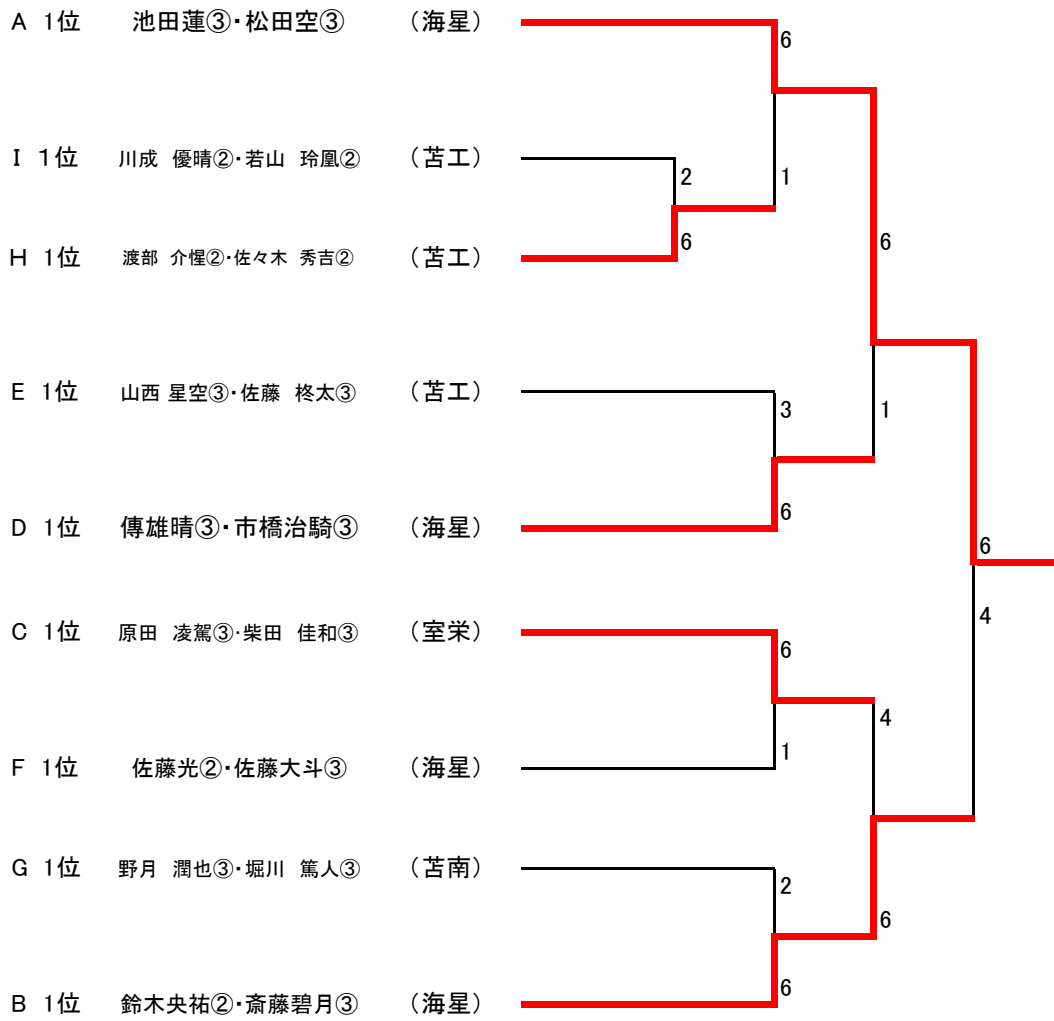 A 1位 池田蓮③・松田空③ （海星）
6
I 1位 川成 優晴②・若山 玲凰② （苫工）
2
1
H 1位 渡部 介惺②・佐々木 秀吉② （苫工）
6
6
E 1位 山西 星空③・佐藤 柊太③ （苫工）
3
1
D 1位 傳雄晴③・市橋治騎③ （海星）
6
6
C 1位 原田 凌駕③・柴田 佳和③ （室栄）
6
4
4
F 1位 佐藤光②・佐藤大斗③ （海星）
1
G 1位 野月 潤也③・堀川 篤人③ （苫南）
2
6
B 1位 鈴木央祐②・斎藤碧月③ （海星）
6